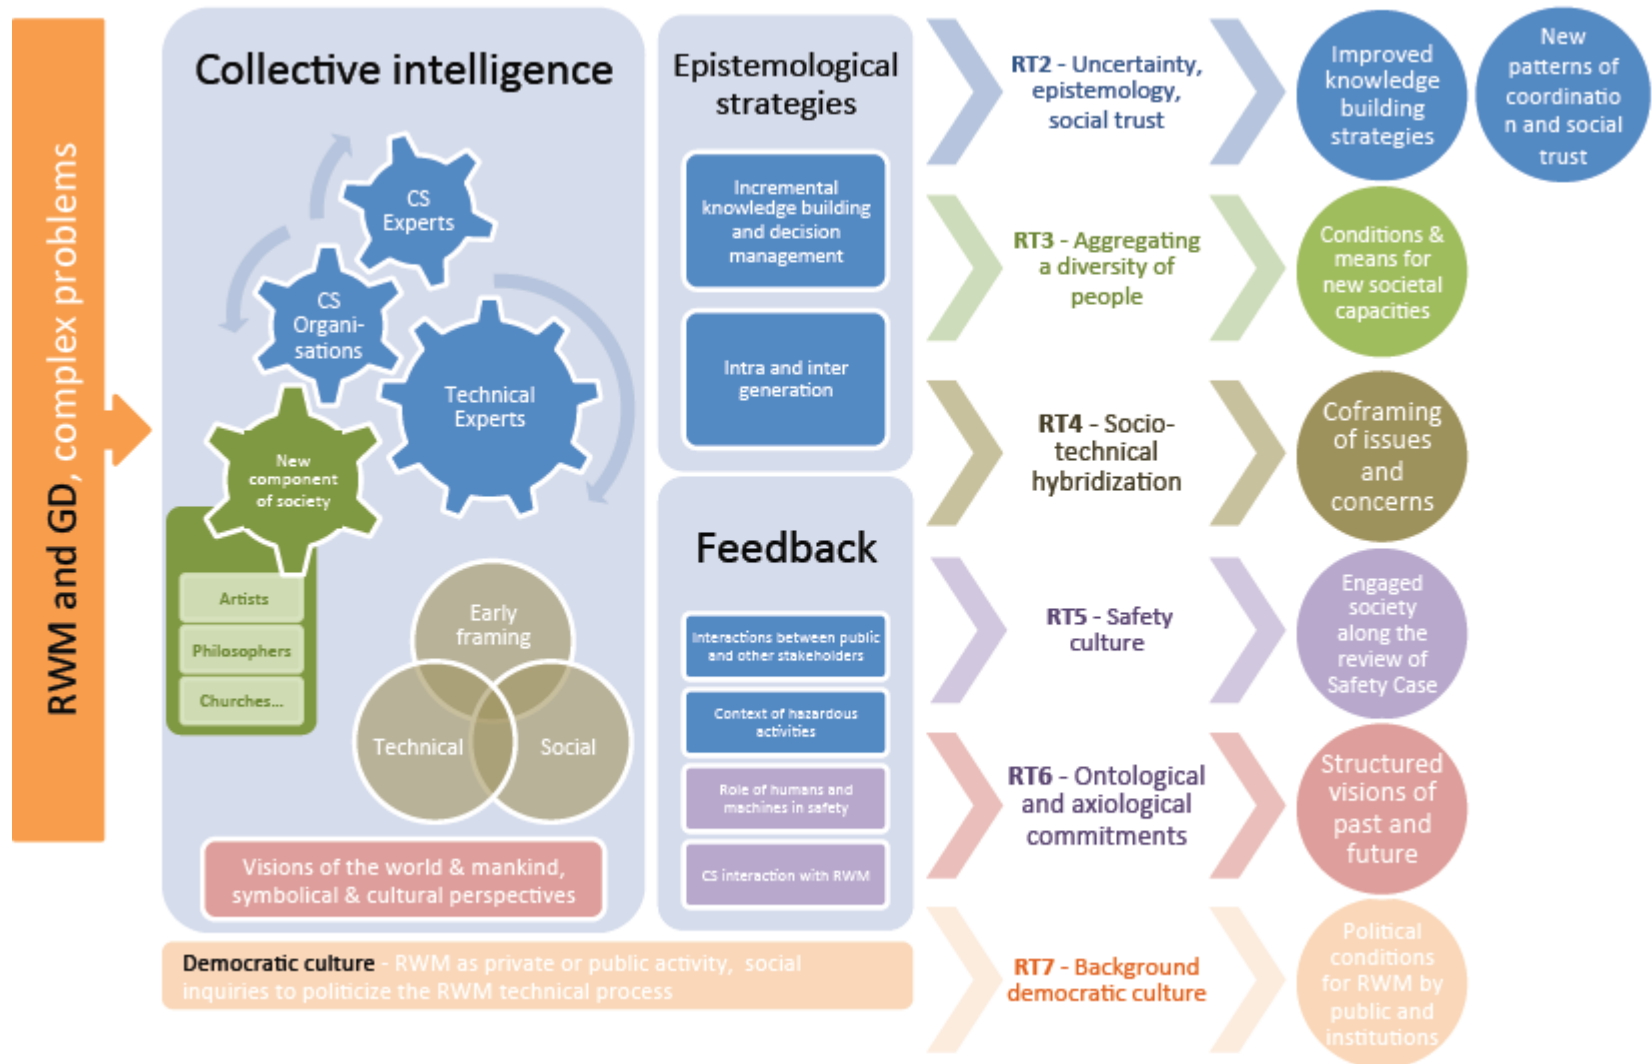 RWM and GD, complex problems
Collective intelligence
CS
Experts
CS
Organi-
sations
Technical
Experts
New
component
of society
Artists
Philosophers
Churches...
Early
framing
Technical
Social
Visions of the world & mankind,
symbolical & cultural perspectives
Epistemological
strategies
Incremental
knowledge building
and decision
management
Intra and inter
generation
Feedback
Interactions between public
and other stakeholders
Context of hazardous
activities
Role of humans and
machines in safety
CS interaction with RWM
Democratic culture - RWM as private or public activity, social
inquiries to politicize the RWM technical process
RT2 - Uncertainty,
epistemology,
social trust
Improved
knowledge
building
strategies
New
patterns of
coordinatio
n and social
trust
RT3 - Aggregating
a diversity of
people
Conditions &
means for
new societal
capacities
RT4 - Socio-
technical
hybridization
Coframing
of issues
and
concerns
RT5 - Safety
culture
Engaged
society
along the
review of
Safety Case
RT6 - Ontological
and axiological
commitments
Structured
visions of
past and
future
RT7 - Background
democratic culture
Political
conditions
for RWM by
public and
institutions